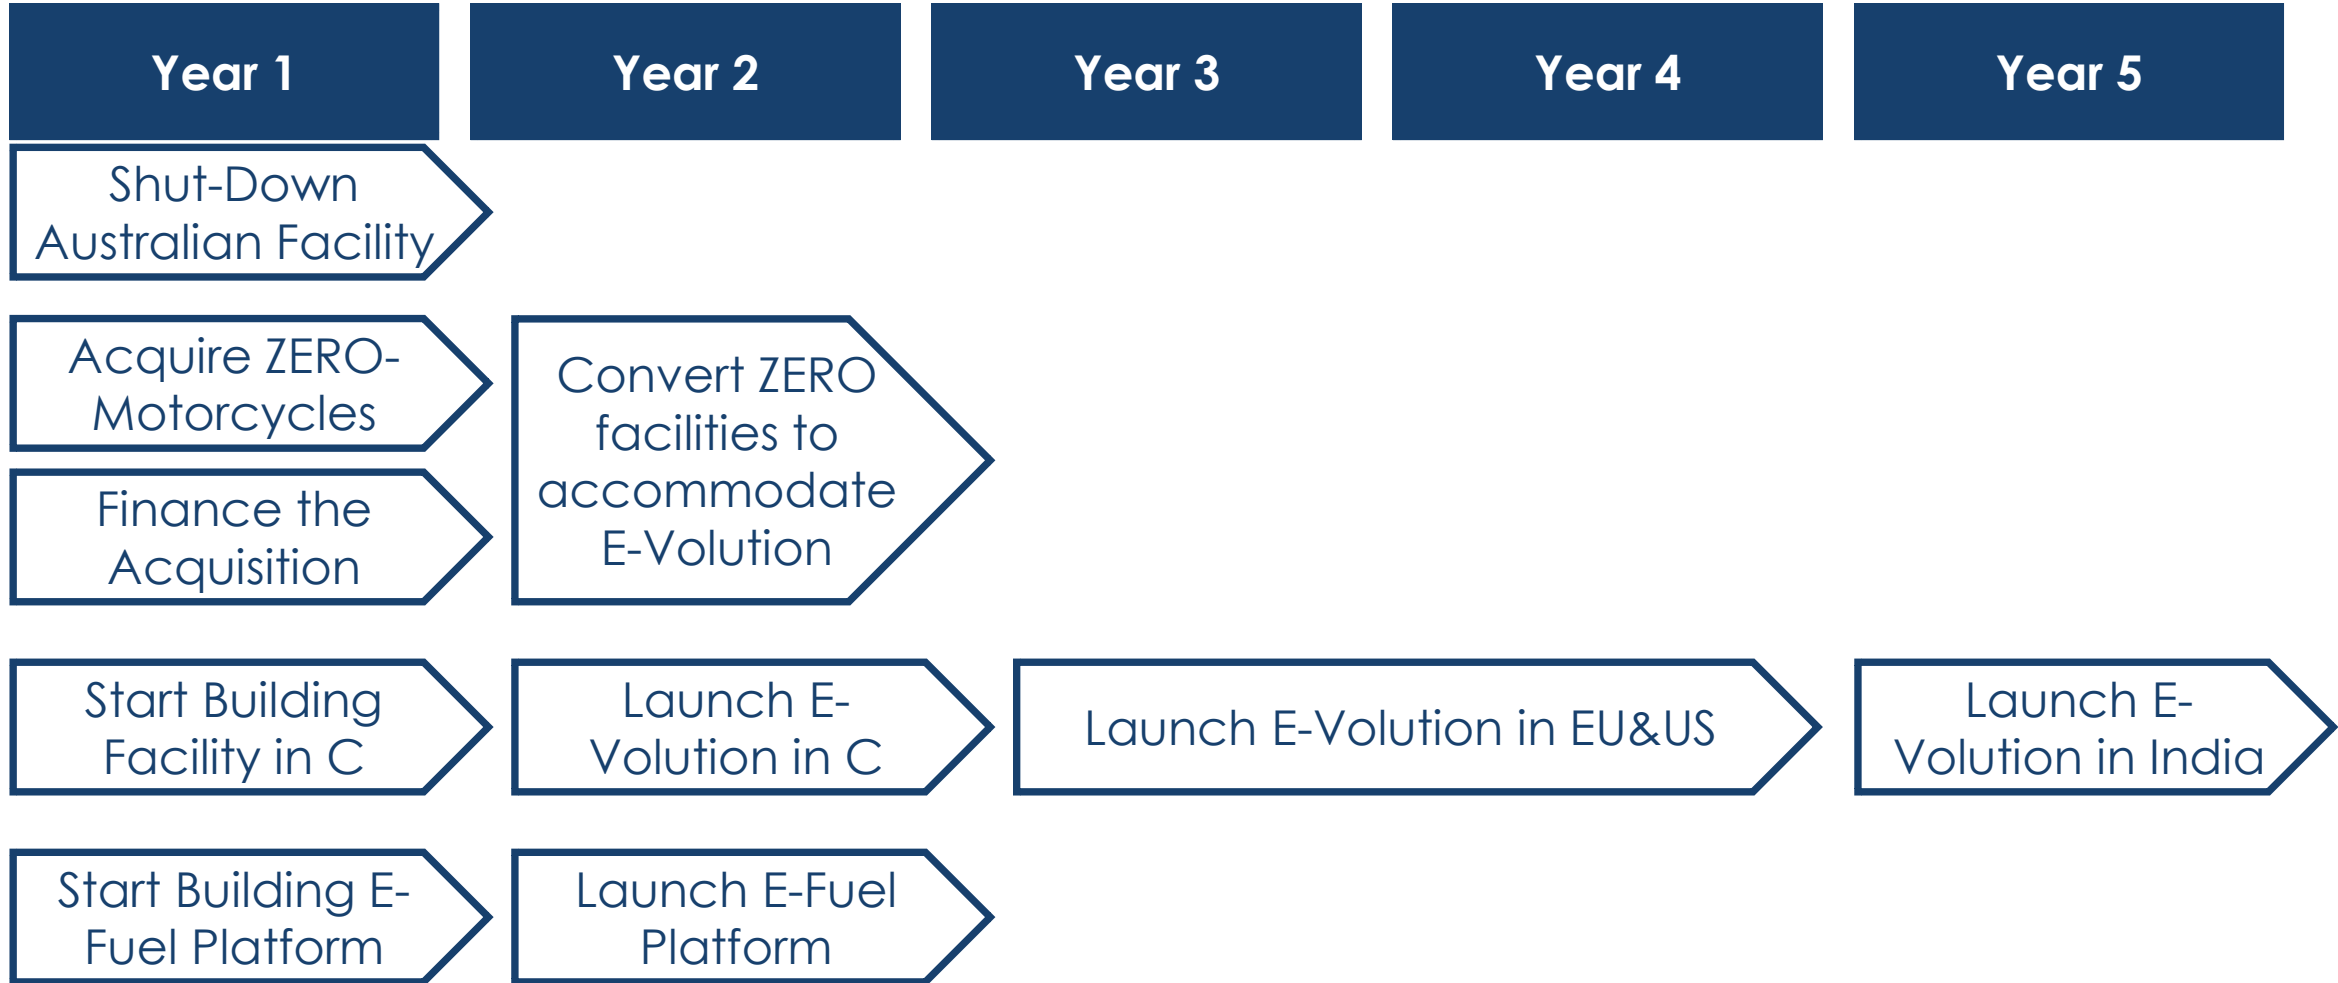 Year 1
Year 2
Year 3
Year 4
Year 5
Shut-Down
Australian Facility
Acquire ZERO-
Motorcycles
Finance the
Acquisition
Convert ZERO
facilities to
accommodate
E-Volution
Start Building
Facility in C
Launch E-
Volution in C
Launch E-Volution in EU&US
Launch E-
Volution in India
Start Building E-
Fuel Platform
Launch E-Fuel
Platform